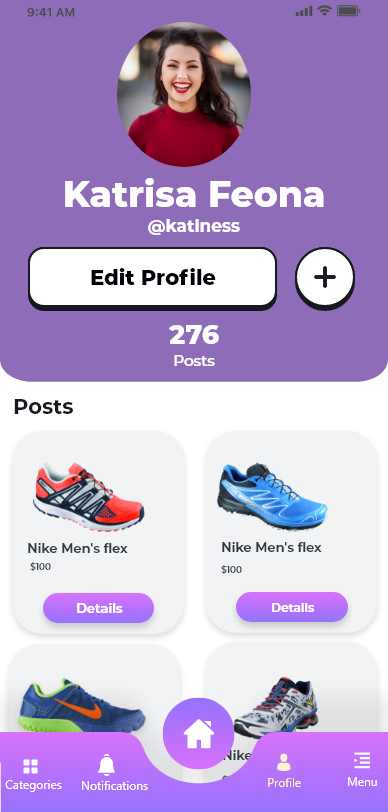 9:41 AM
Katrisa Feona
@katiness
Edit Profile
276
Posts
Posts
Nike Men's flex
$100
Details
Nike Men's flex
$100
Details
Nike
Categories
Notifications
Profile
Menu